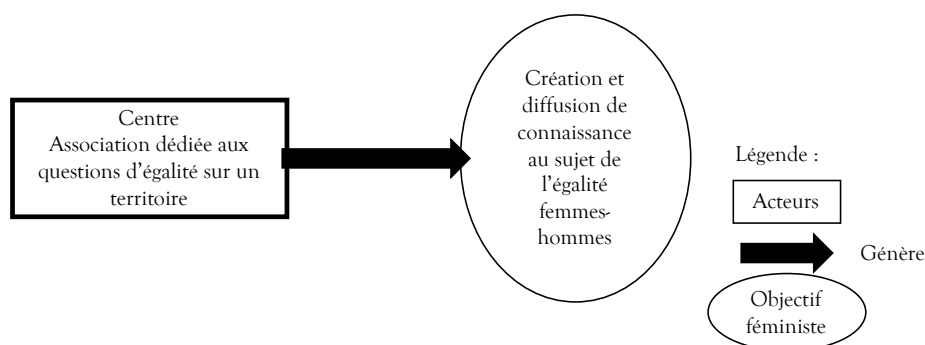 Centre
Association dédiée aux
questions d'égalité sur un
territoire
Création et
diffusion de
connaissance
au sujet de
l'égalité
femmes-
hommes
Légende :
Acteurs
Génère
Objectif
féministe